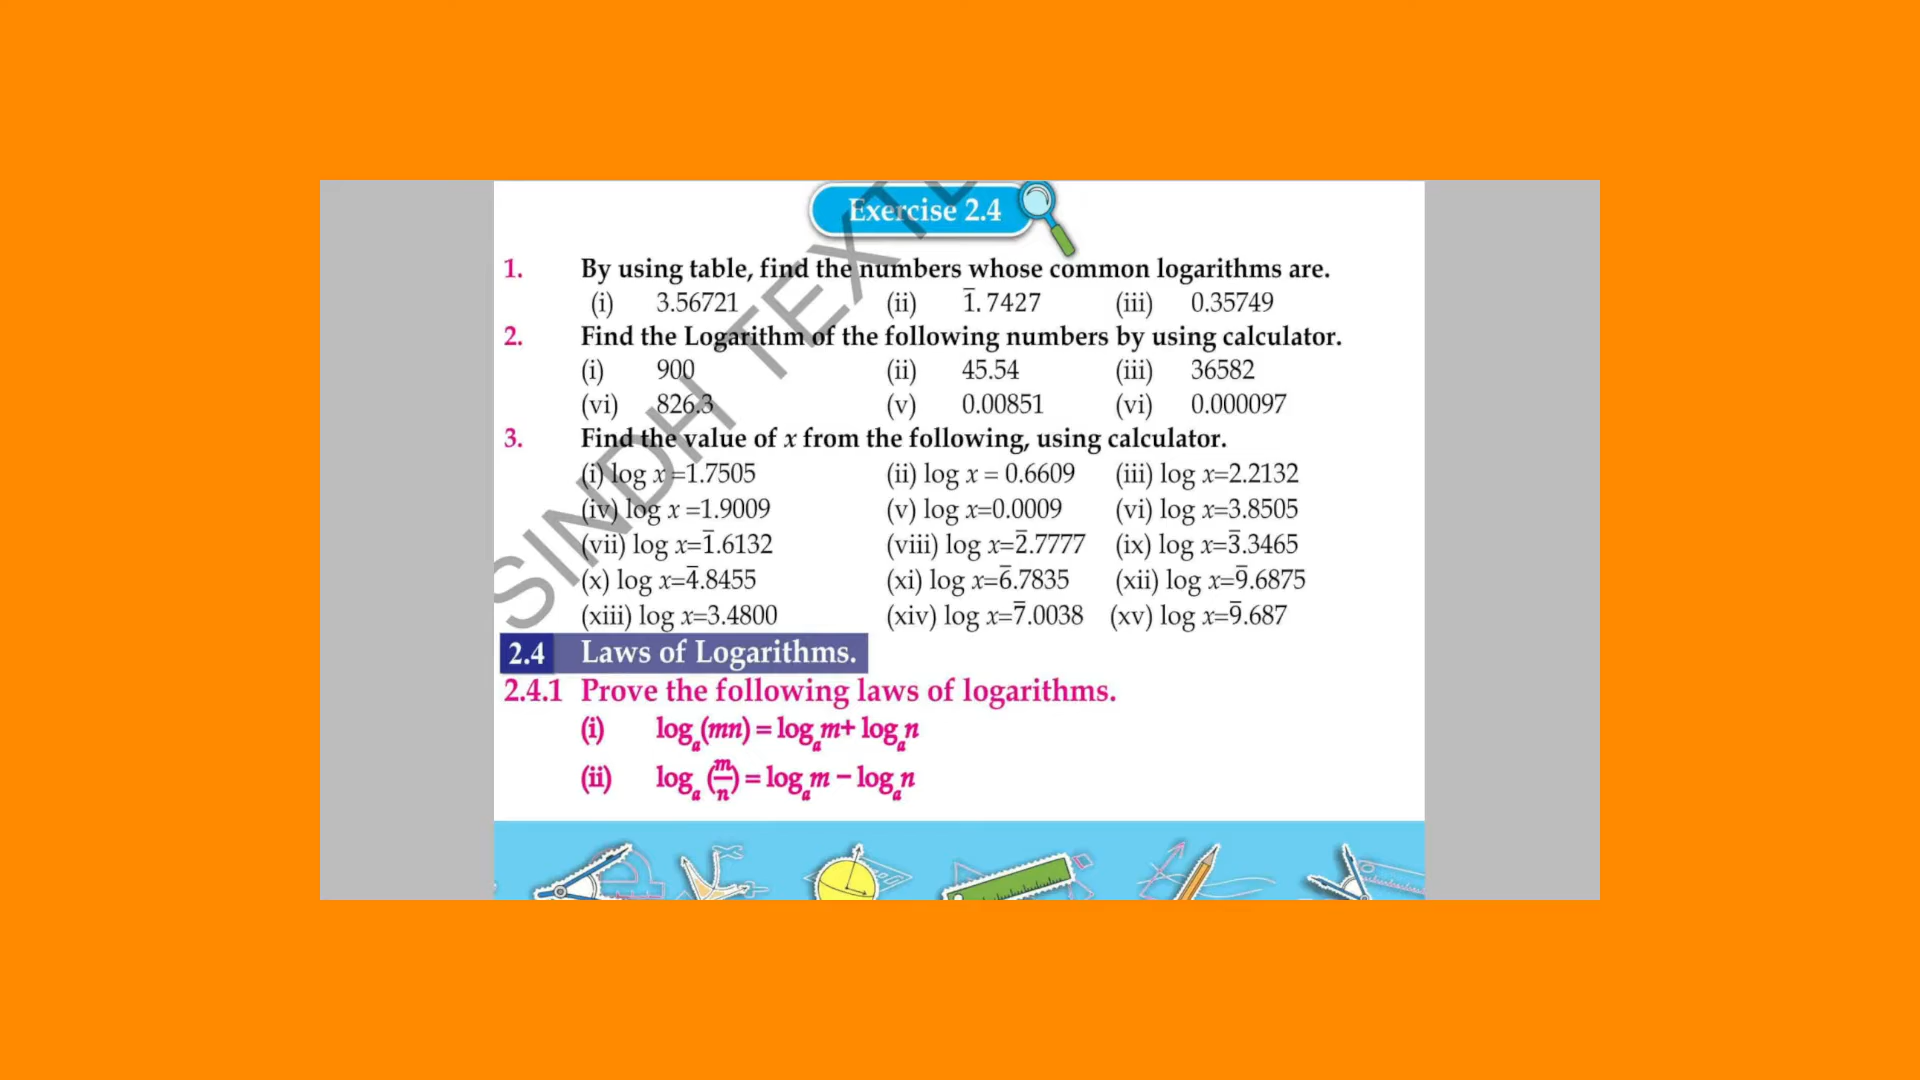 Exercise 2.4
1. By using table, find the numbers whose common logarithms are.
(i) 3.56721 (ii) 1̅.7427 (iii) 0.35749
2. Find the Logarithm of the following numbers by using calculator.
(i) 900 (ii) 45.54 (iii) 36582
(vi) 826.3 (v) 0.00851 (vi) 0.000097
3. Find the value of x from the following, using calculator.
(i) log x =1.7505 (ii) log x = 0.6609 (iii) log x=2.2132
(iv) log x =1.9009 (v) log x=0.0009 (vi) log x=3.8505
(vii) log x=1̅.6132 (viii) log x=2̅.7777 (ix) log x=3̅.3465
(x) log x=4̅.8455 (xi) log x=6̅.7835 (xii) log x=9̅.6875
(xiii) log x=3.4800 (xiv) log x=7̅.0038 (xv) log x=9̅.687
2.4 Laws of Logarithms.
2.4.1 Prove the following laws of logarithms.
(i) logₐ(mn) = logₐm+ logₐn
(ii) logₐ(m/n) = logₐm − logₐn
SINDH TEXT